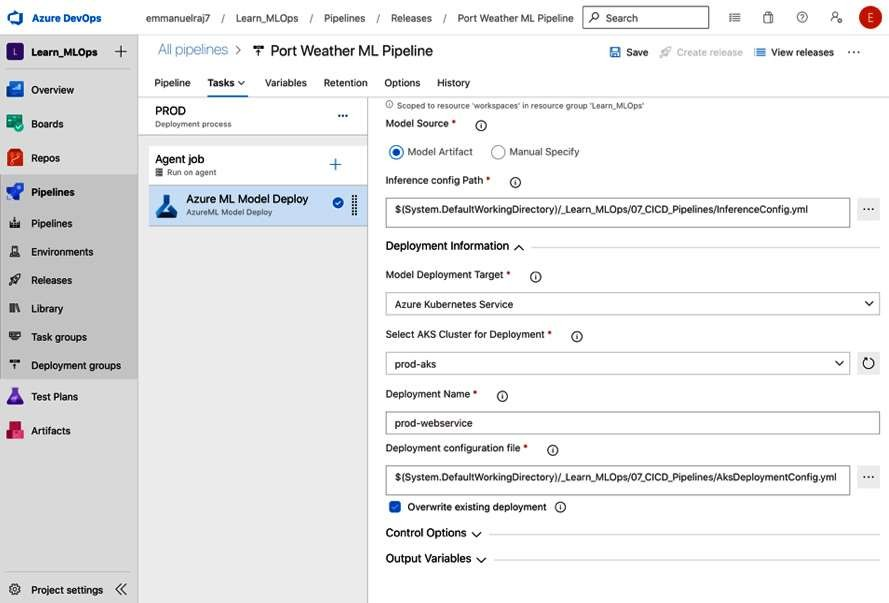 Azure DevOps
emmanuelraj7 / Learn_MLOps / Pipelines / Releases / Port Weather ML Pipeline
Search
E
L Learn_MLOps +
Overview
Boards
Repos
Pipelines
Pipelines
Environments
Releases
Library
Task groups
Deployment groups
Test Plans
Artifacts
Project settings
All pipelines > Port Weather ML Pipeline
Save
Create release
View releases
...
Pipeline
Tasks
Variables
Retention
Options
History
PROD
...
Deployment process
Agent job
+
Run on agent
Azure ML Model Deploy
AzureML Model Deploy
Scoped to resource 'workspaces' in resource group 'Learn_MLOps'
Model Source *
Model Artifact
Manual Specify
Inference config Path *
$(System.DefaultWorkingDirectory)/_Learn_MLOps/07_CICD_Pipelines/InferenceConfig.yml
...
Deployment Information
Model Deployment Target *
Azure Kubernetes Service
Select AKS Cluster for Deployment *
prod-aks
Deployment Name *
prod-webservice
Deployment configuration file *
$(System.DefaultWorkingDirectory)/_Learn_MLOps/07_CICD_Pipelines/AksDeploymentConfig.yml
...
Overwrite existing deployment
Control Options
Output Variables